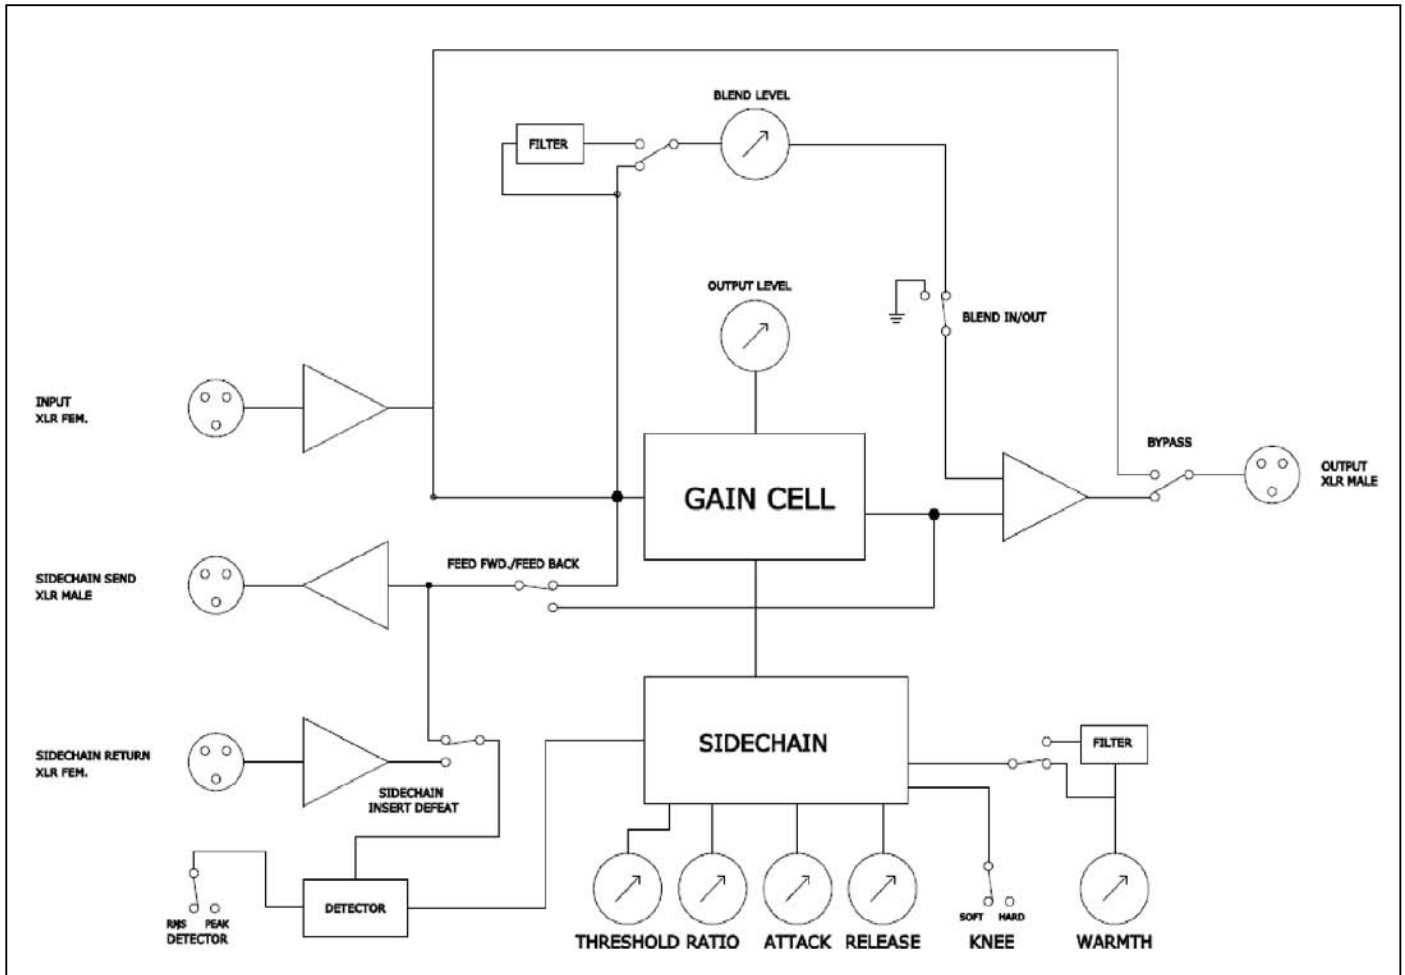 BLEND LEVEL
FILTER
OUTPUT LEVEL
BLEND IN/OUT
INPUT
XLR FEM.
BYPASS
OUTPUT
XLR MALE
GAIN CELL
SIDECHAIN SEND
XLR MALE
FEED FWD./FEED BACK
SIDECHAIN RETURN
XLR FEM.
SIDECHAIN
INSERT DEFEAT
SIDECHAIN
FILTER
RMS PEAK
DETECTOR
DETECTOR
SOFT HARD
THRESHOLD RATIO ATTACK RELEASE KNEE WARMTH